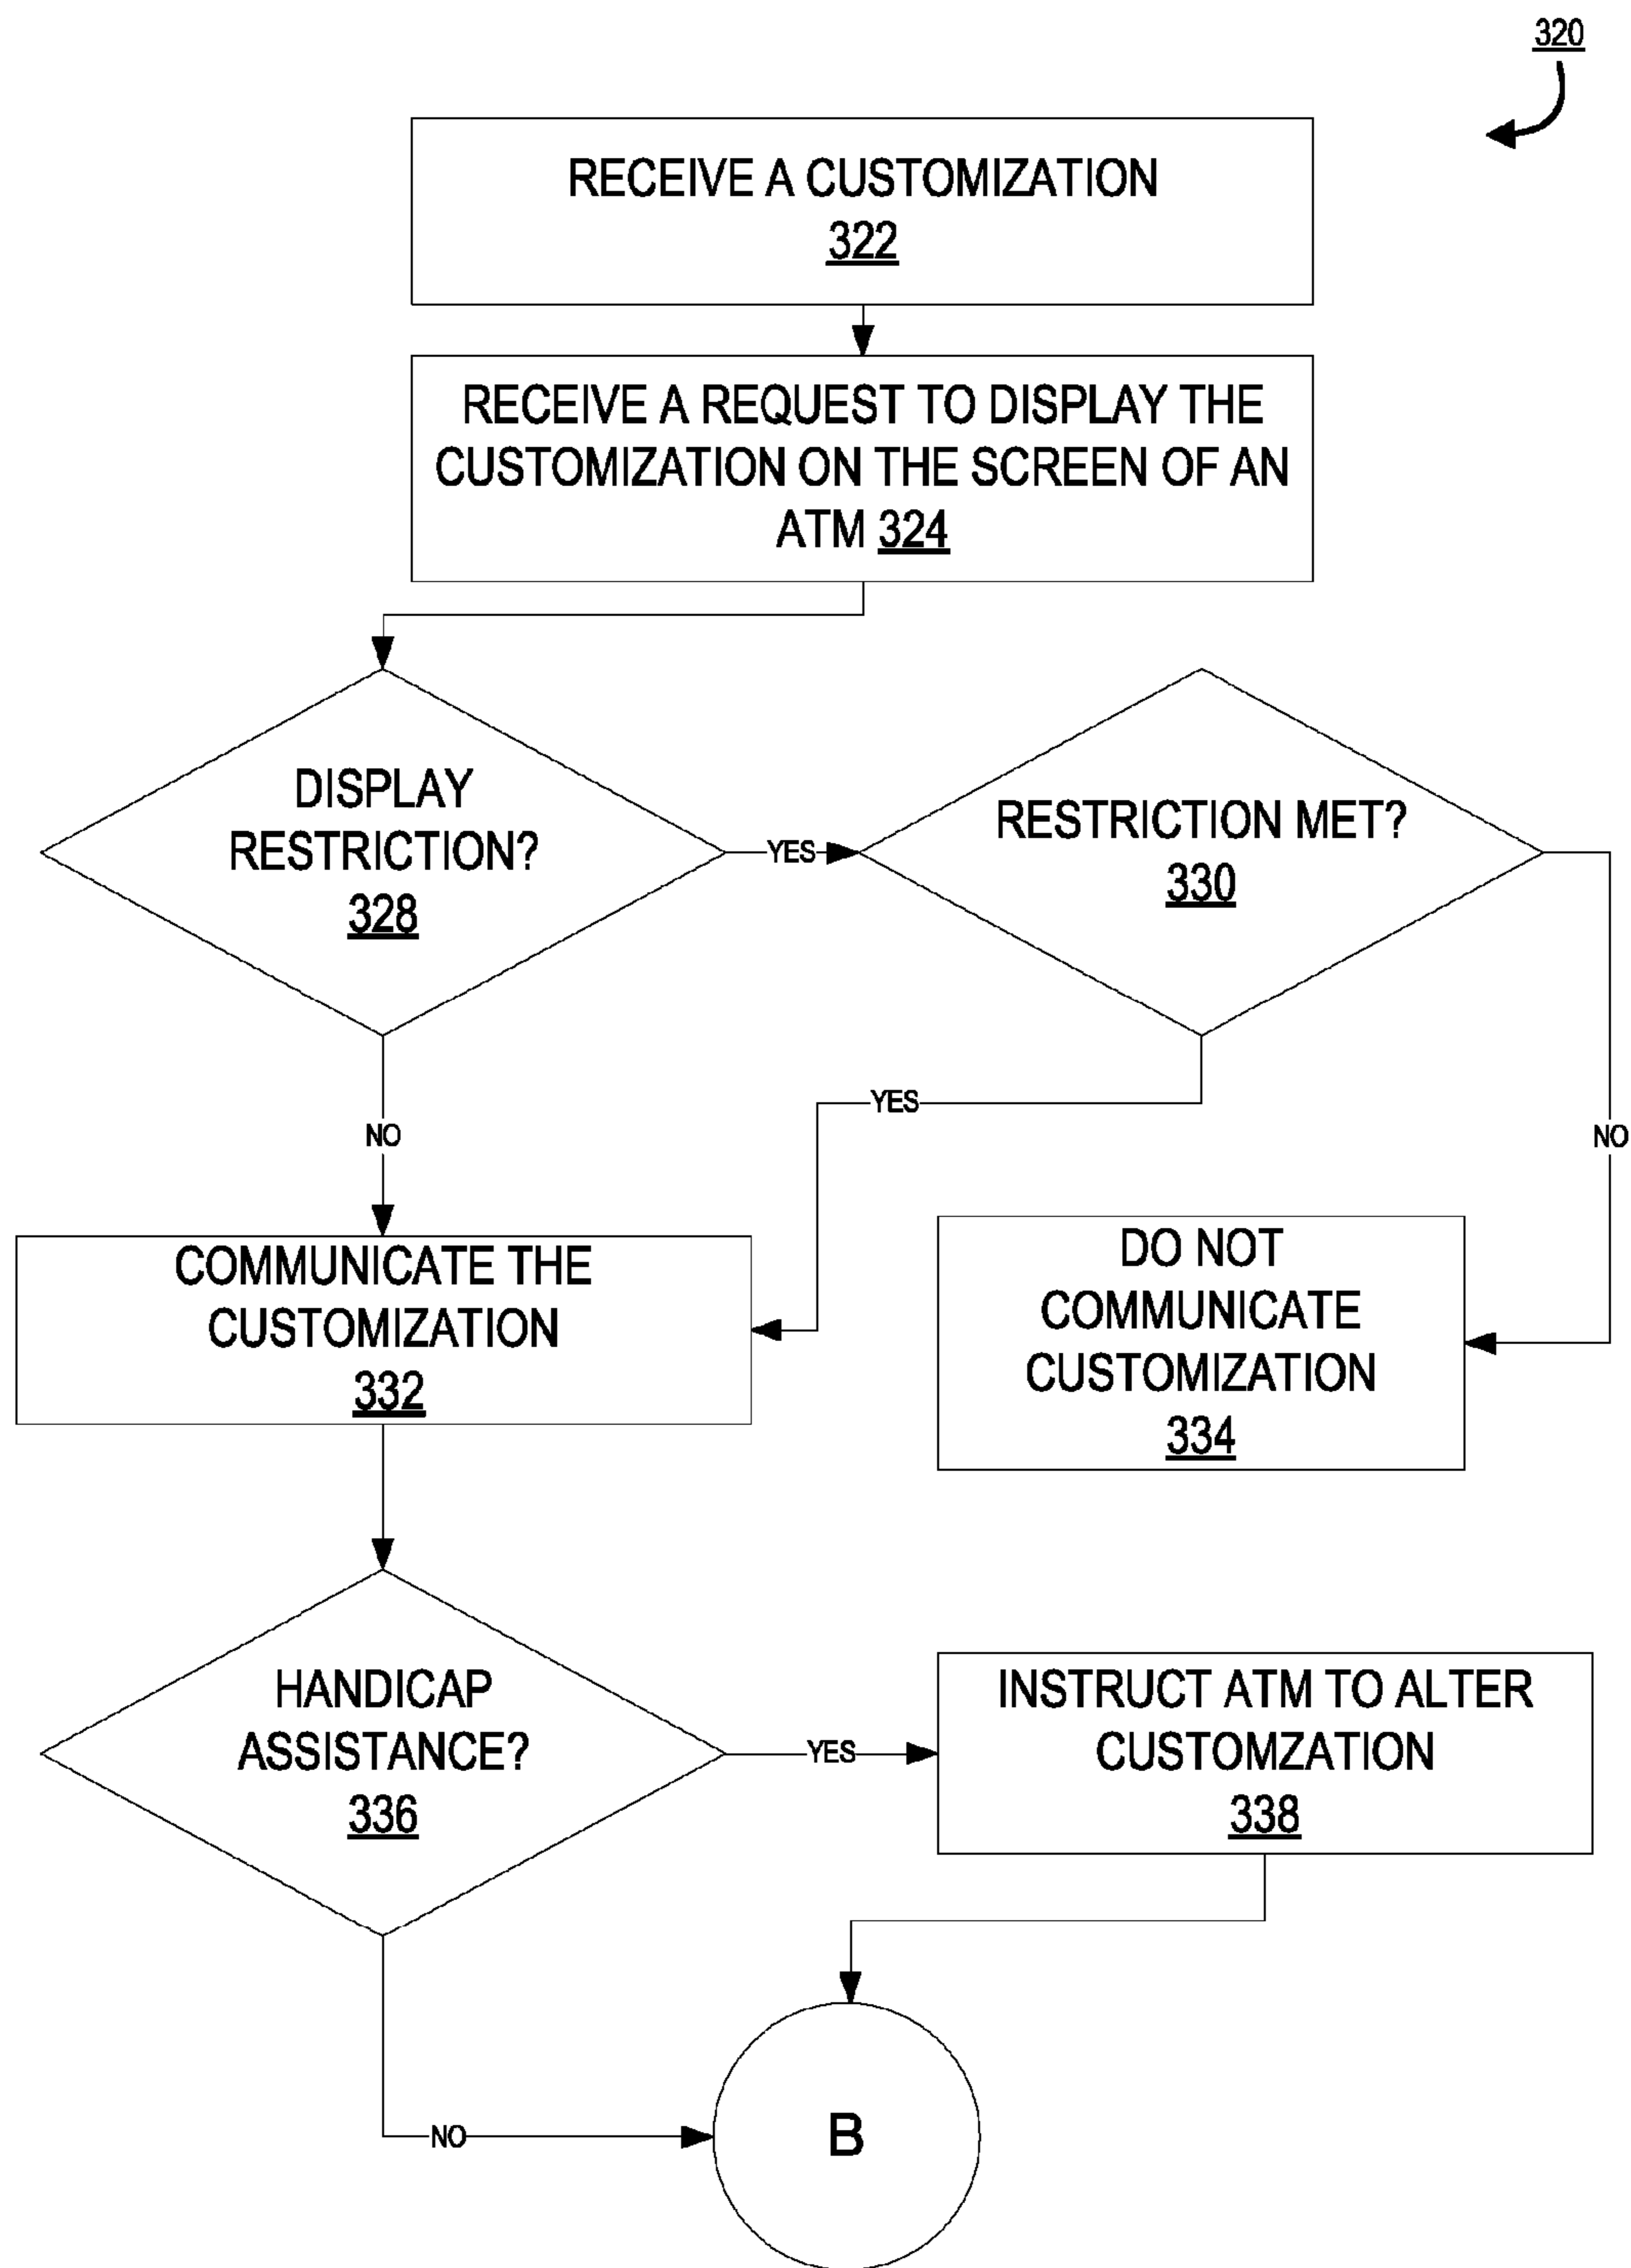 320
RECEIVE A CUSTOMIZATION
322
RECEIVE A REQUEST TO DISPLAY THE
CUSTOMIZATION ON THE SCREEN OF AN
ATM 324
DISPLAY
RESTRICTION?
328
YES
RESTRICTION MET?
330
YES
NO
NO
COMMUNICATE THE
CUSTOMIZATION
332
DO NOT
COMMUNICATE
CUSTOMIZATION
334
HANDICAP
ASSISTANCE?
336
YES
INSTRUCT ATM TO ALTER
CUSTOMZATION
338
NO
B